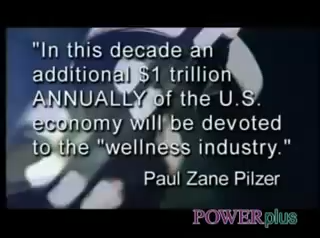 "In this decade an
additional $1 trillion
ANNUALLY of the U.S.
economy will be devoted
to the "wellness industry."
Paul Zane Pilzer
POWERplus